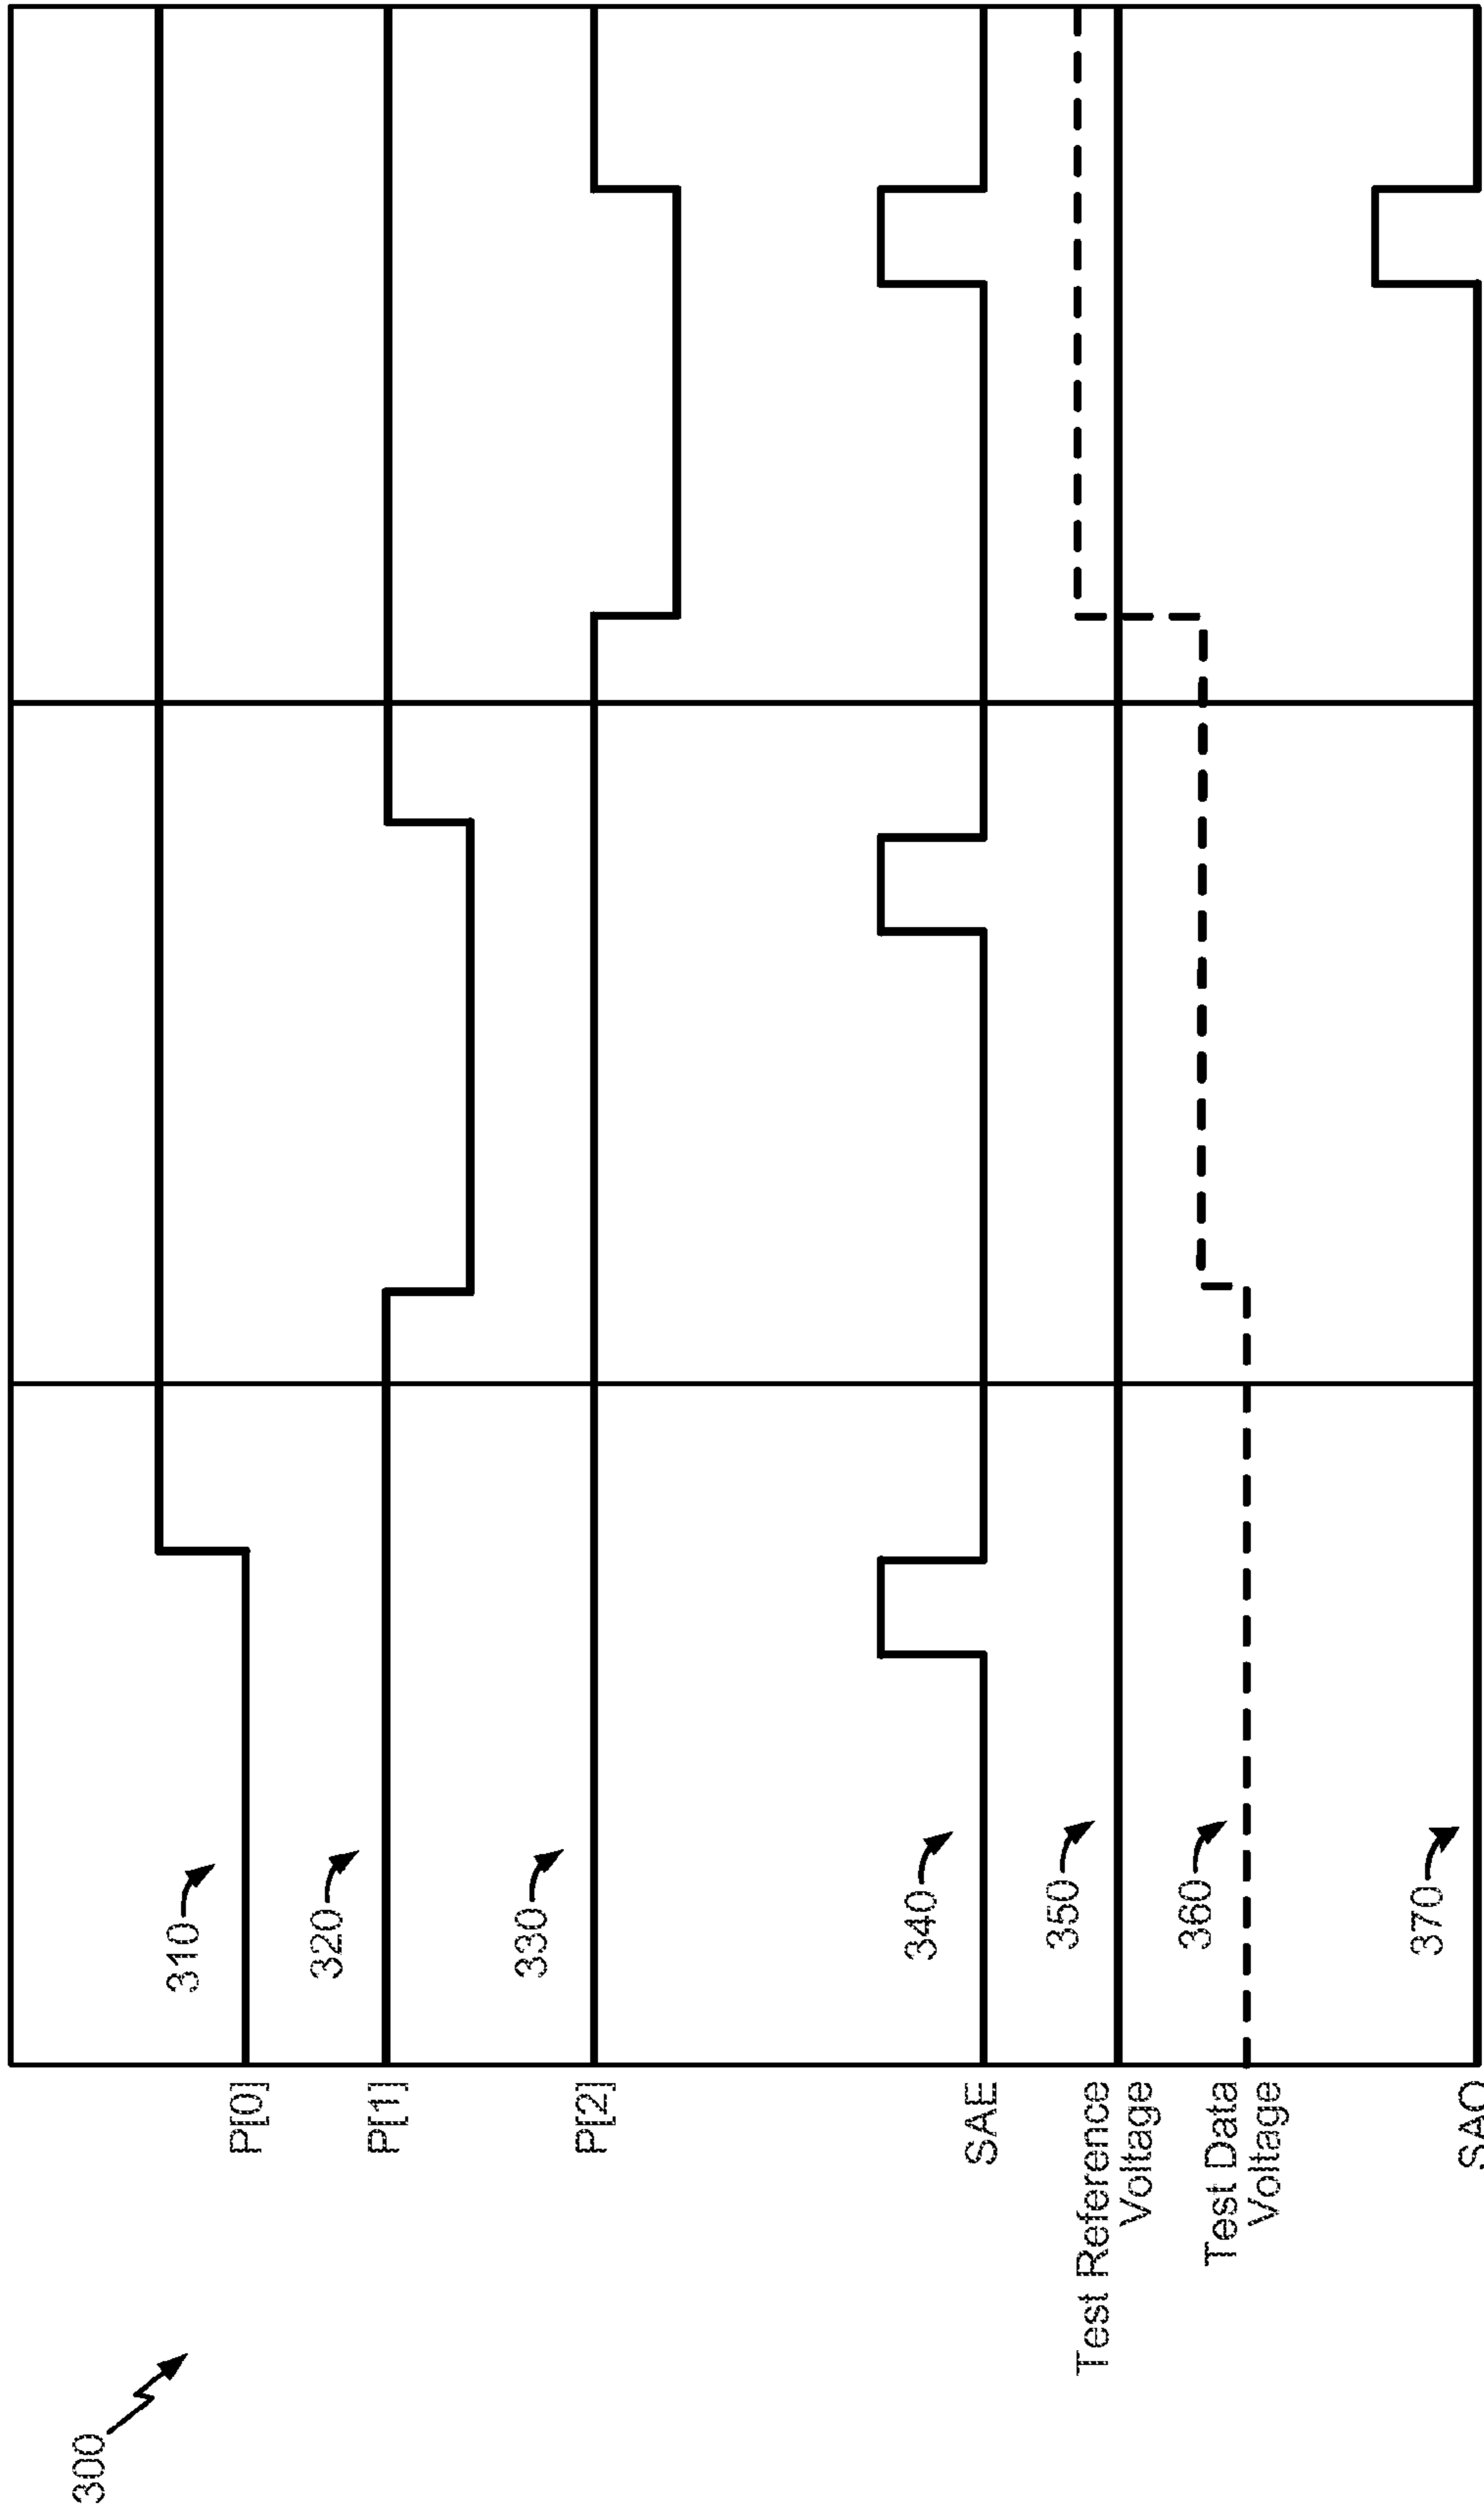 300
P[0]
310
P[1]
320
P[2]
330
SAE
340
Test Reference
Voltage
350
Test Data
Voltage
360
SAO
370